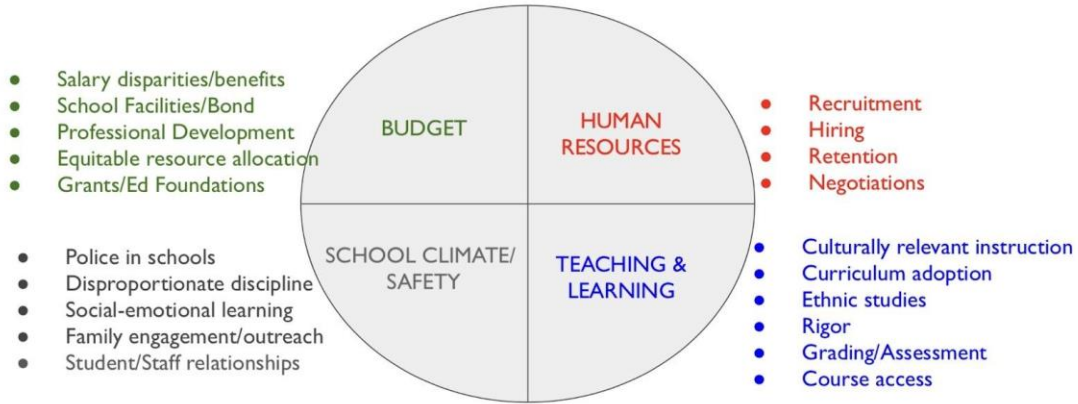 Salary disparities/benefits
School Facilities/Bond
Professional Development
Equitable resource allocation
Grants/Ed Foundations
BUDGET
HUMAN
RESOURCES
Recruitment
Hiring
Retention
Negotiations
Police in schools
Disproportionate discipline
Social-emotional learning
Family engagement/outreach
Student/Staff relationships
SCHOOL CLIMATE/
SAFETY
TEACHING &
LEARNING
Culturally relevant instruction
Curriculum adoption
Ethnic studies
Rigor
Grading/Assessment
Course access